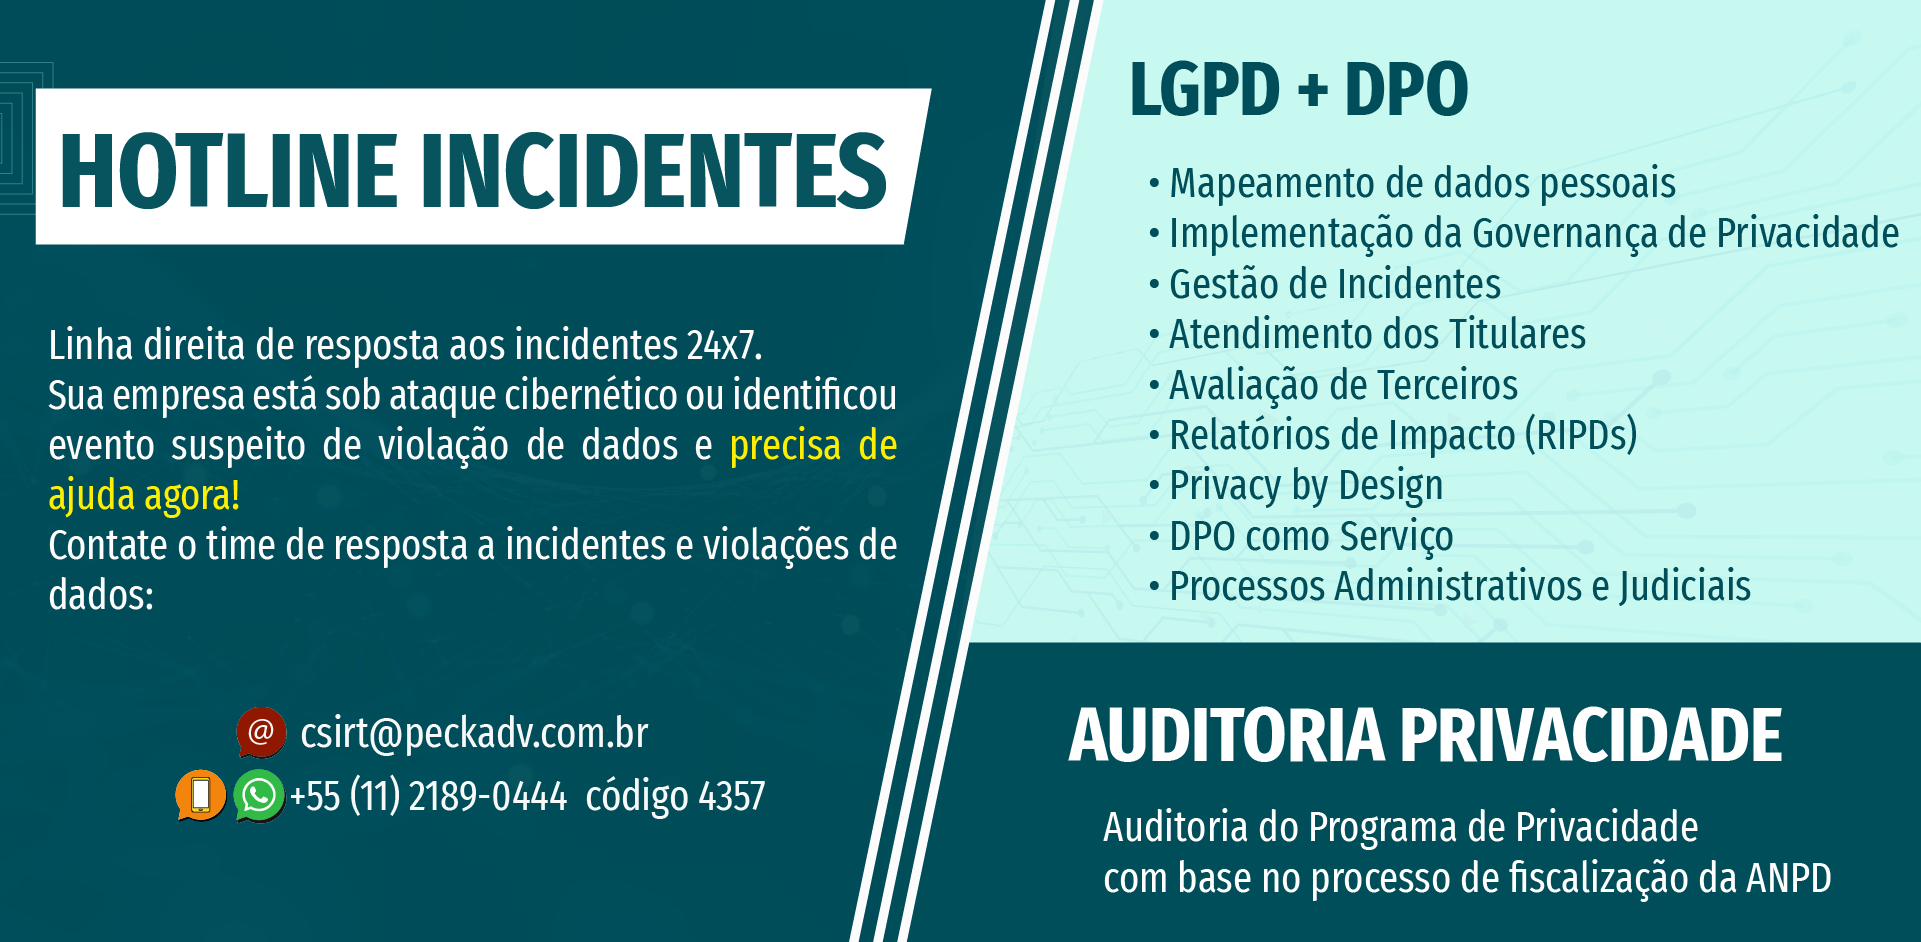 HOTLINE INCIDENTES
Linha direita de resposta aos incidentes 24x7.
Sua empresa está sob ataque cibernético ou identificou
evento suspeito de violação de dados e precisa de
ajuda agora!
Contate o time de resposta a incidentes e violações de
dados:
@ csirt@peckadv.com.br
+55 (11) 2189-0444 código 4357
LGPD + DPO
• Mapeamento de dados pessoais
• Implementação da Governança de Privacidade
• Gestão de Incidentes
• Atendimento dos Titulares
• Avaliação de Terceiros
• Relatórios de Impacto (RIPDs)
• Privacy by Design
• DPO como Serviço
• Processos Administrativos e Judiciais
AUDITORIA PRIVACIDADE
Auditoria do Programa de Privacidade
com base no processo de fiscalização da ANPD